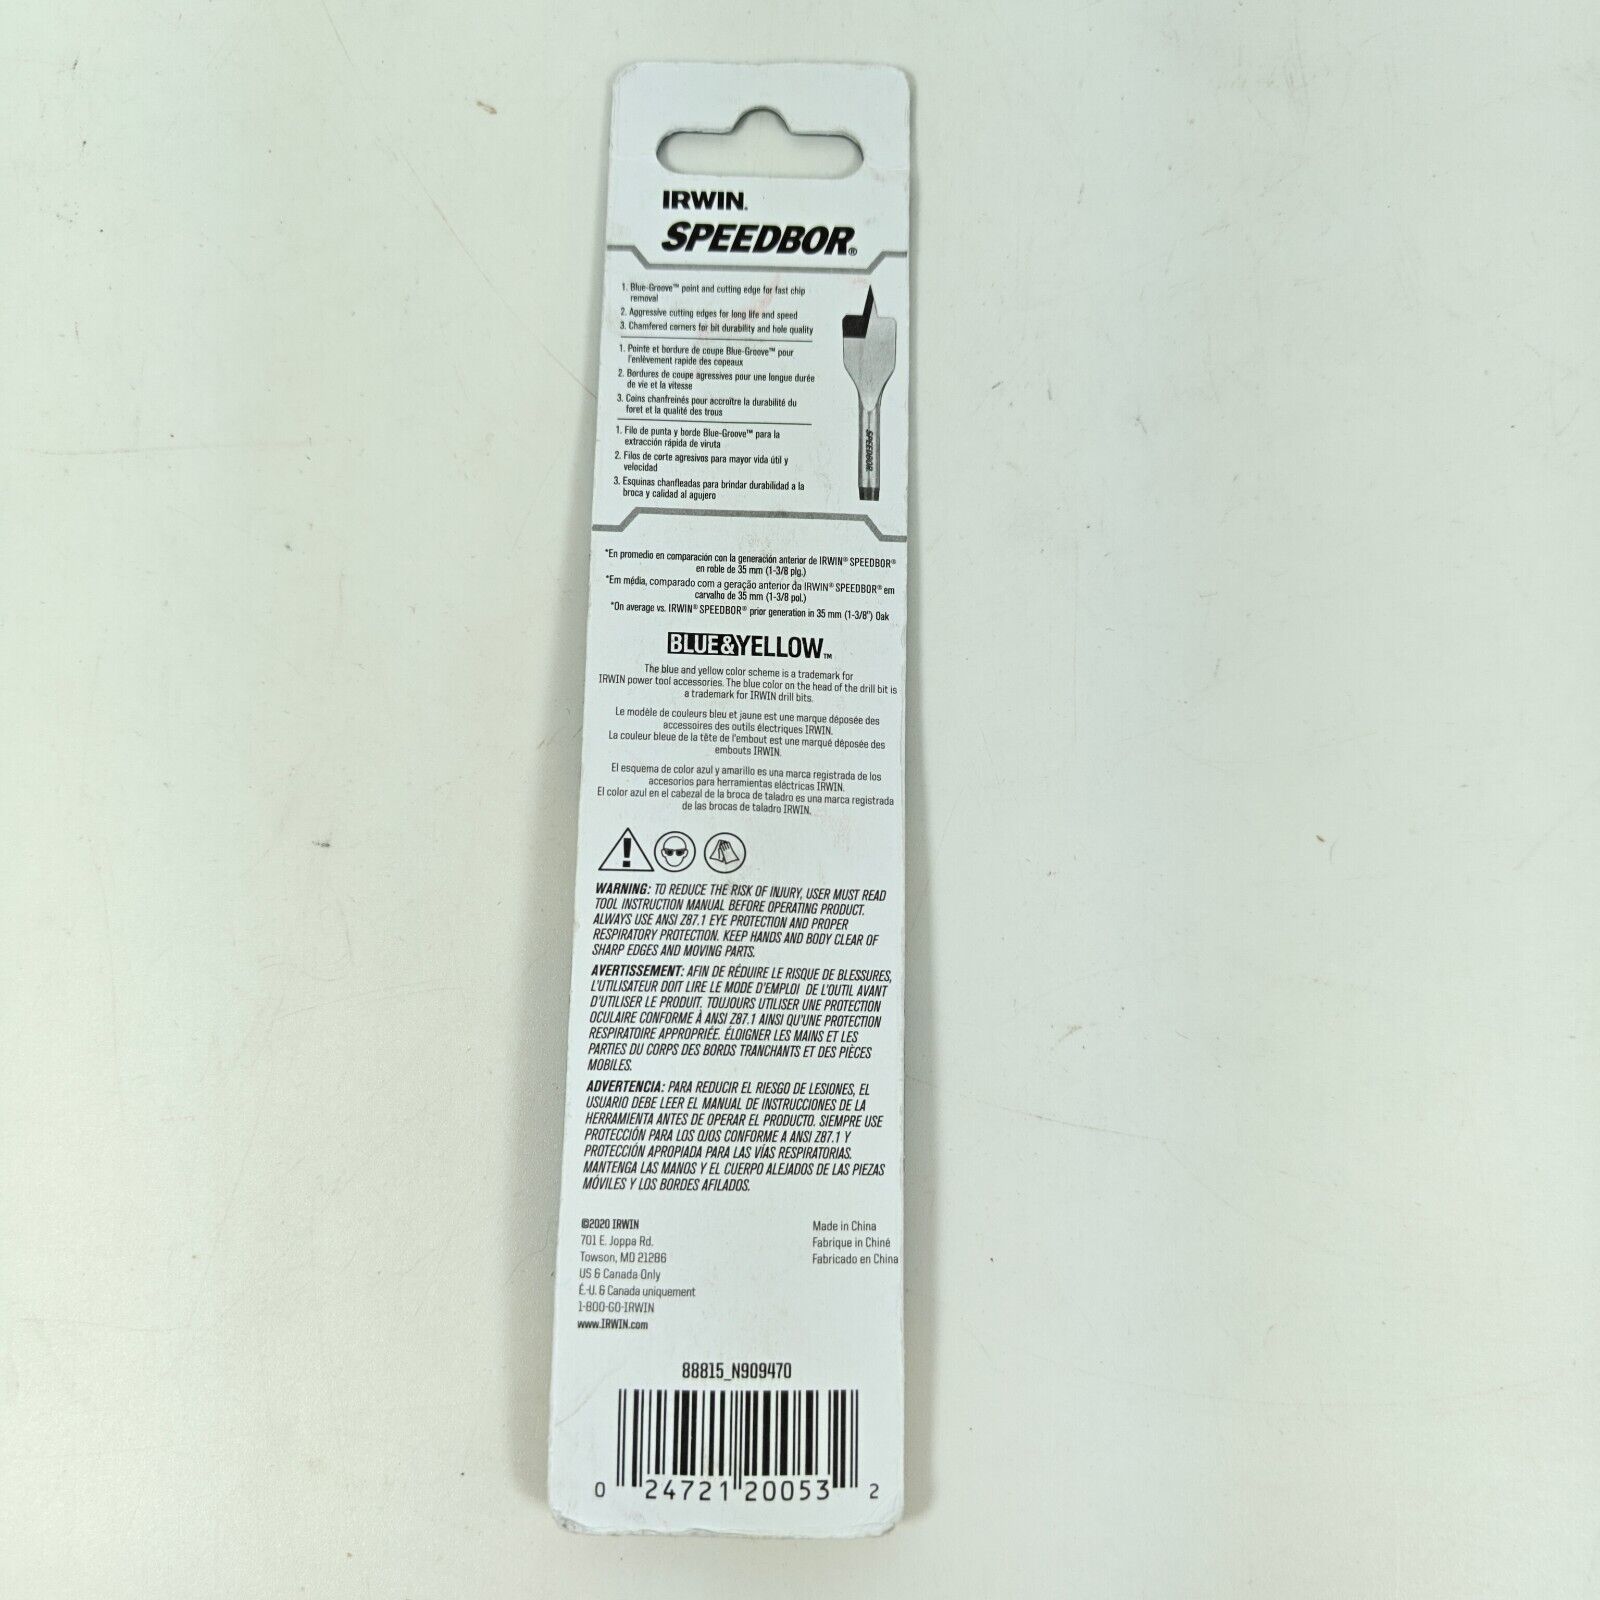 IRWIN®
SPEEDBOR®
1. Blue-Groove™ point and cutting edge for fast chip
removal
2. Aggressive cutting edges for long life and speed
3. Chamfered corners for bit durability and hole quality
1. Pointe et bordure de coupe Blue-Groove™ pour
l'enlèvement rapide des copeaux
2. Bordures de coupe agressives pour une longue durée
de vie et la vitesse
3. Coins chanfreinés pour accroître la durabilité du
foret et la qualité des trous
1. Filo de punta y borde Blue-Groove™ para la
extracción rápida de viruta
2. Filos de corte agresivos para mayor vida útil y
velocidad
3. Esquinas chanfleadas para brindar durabilidad a la
broca y calidad al agujero
SPEEDBOR
*En promedio en comparación con la generación anterior de IRWIN® SPEEDBOR®
en roble de 35 mm (1-3/8 plg.)
*Em média, comparado com a geração anterior da IRWIN® SPEEDBOR® em
carvalho de 35 mm (1-3/8 pol.)
*On average vs. IRWIN® SPEEDBOR® prior generation in 35 mm (1-3/8") Oak
BLUE&YELLOW™
The blue and yellow color scheme is a trademark for
IRWIN power tool accessories. The blue color on the head of the drill bit is
a trademark for IRWIN drill bits.
Le modèle de couleurs bleu et jaune est une marque déposée des
accessoires des outils électriques IRWIN.
La couleur bleue de la tête de l'embout est une marqué déposée des
embouts IRWIN.
El esquema de color azul y amarillo es una marca registrada de los
accesorios para herramientas eléctricas IRWIN.
El color azul en el cabezal de la broca de taladro es una marca registrada
de las brocas de taladro IRWIN.
WARNING: TO REDUCE THE RISK OF INJURY, USER MUST READ
TOOL INSTRUCTION MANUAL BEFORE OPERATING PRODUCT.
ALWAYS USE ANSI Z87.1 EYE PROTECTION AND PROPER
RESPIRATORY PROTECTION. KEEP HANDS AND BODY CLEAR OF
SHARP EDGES AND MOVING PARTS.
AVERTISSEMENT: AFIN DE RÉDUIRE LE RISQUE DE BLESSURES,
L'UTILISATEUR DOIT LIRE LE MODE D'EMPLOI DE L'OUTIL AVANT
D'UTILISER LE PRODUIT. TOUJOURS UTILISER UNE PROTECTION
OCULAIRE CONFORME À ANSI Z87.1 AINSI QU'UNE PROTECTION
RESPIRATOIRE APPROPRIÉE. ÉLOIGNER LES MAINS ET LES
PARTIES DU CORPS DES BORDS TRANCHANTS ET DES PIÈCES
MOBILES.
ADVERTENCIA: PARA REDUCIR EL RIESGO DE LESIONES, EL
USUARIO DEBE LEER EL MANUAL DE INSTRUCCIONES DE LA
HERRAMIENTA ANTES DE OPERAR EL PRODUCTO. SIEMPRE USE
PROTECCIÓN PARA LOS OJOS CONFORME A ANSI Z87.1 Y
PROTECCIÓN APROPIADA PARA LAS VÍAS RESPIRATORIAS.
MANTENGA LAS MANOS Y EL CUERPO ALEJADOS DE LAS PIEZAS
MÓVILES Y LOS BORDES AFILADOS.
©2020 IRWIN
701 E. Joppa Rd.
Towson, MD 21286
US & Canada Only
É.-U. & Canada uniquement
1-800-GO-IRWIN
www.IRWIN.com
Made in China
Fabrique in Chiné
Fabricado en China
88815_N909470
0 24721 20053 2